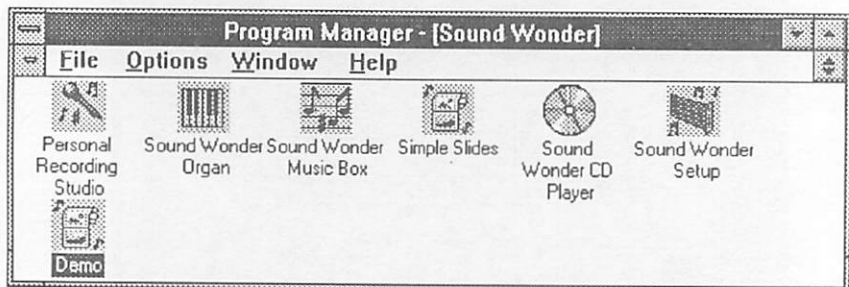 Program Manager - [Sound Wonder]
File Options Window Help
Personal
Recording
Studio
Sound Wonder
Organ
Sound Wonder
Music Box
Simple Slides
Sound
Wonder CD
Player
Sound Wonder
Setup
Demo